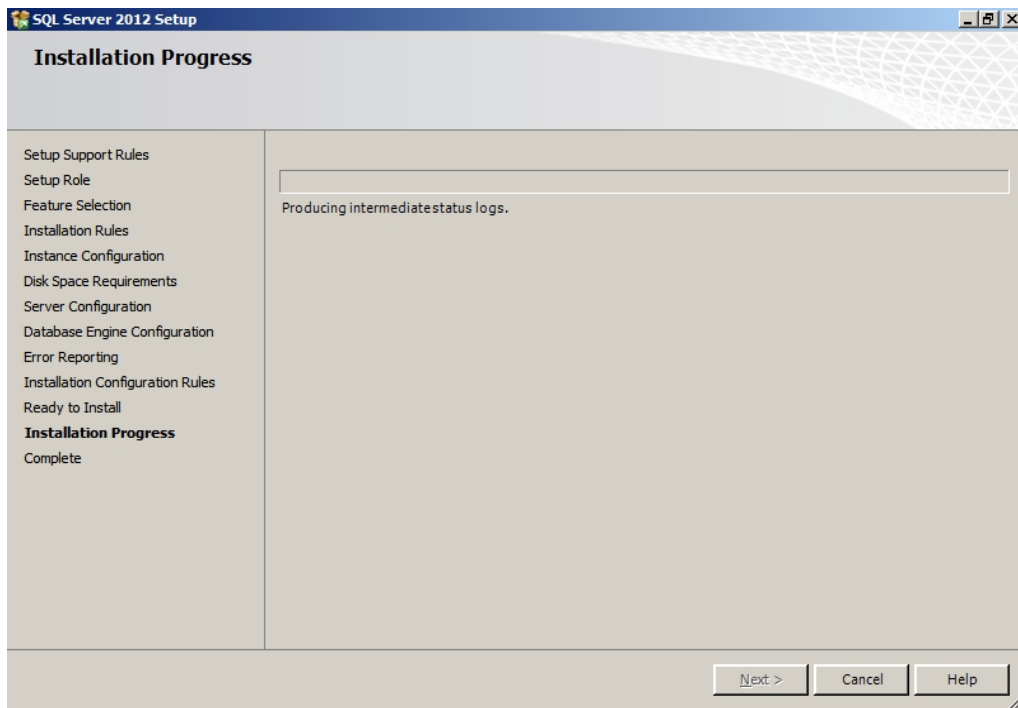 SQL Server 2012 Setup
Installation Progress
Setup Support Rules
Setup Role
Feature Selection
Installation Rules
Instance Configuration
Disk Space Requirements
Server Configuration
Database Engine Configuration
Error Reporting
Installation Configuration Rules
Ready to Install
Installation Progress
Complete
Producing intermediatestatus logs.
Next >
Cancel
Help